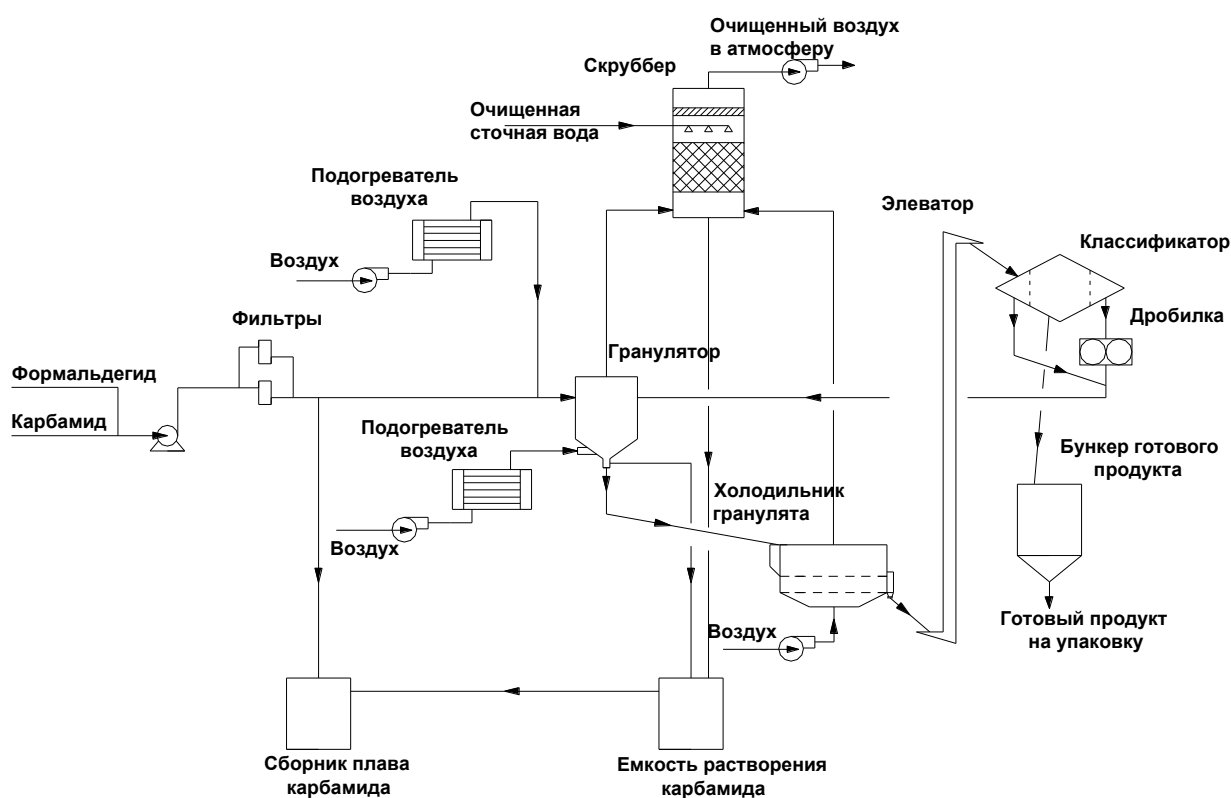 Очищенный воздух
в атмосферу
Скруббер
Очищенная
сточная вода
Подогреватель
воздуха
Элеватор
Классификатор
Воздух
Фильтры
Дробилка
Гранулятор
Формальдегид
Карбамид
Подогреватель
воздуха
Бункер готового
продукта
Холодильник
гранулята
Воздух
Готовый продукт
на упаковку
Воздух
Сборник плава
карбамида
Емкость растворения
карбамида